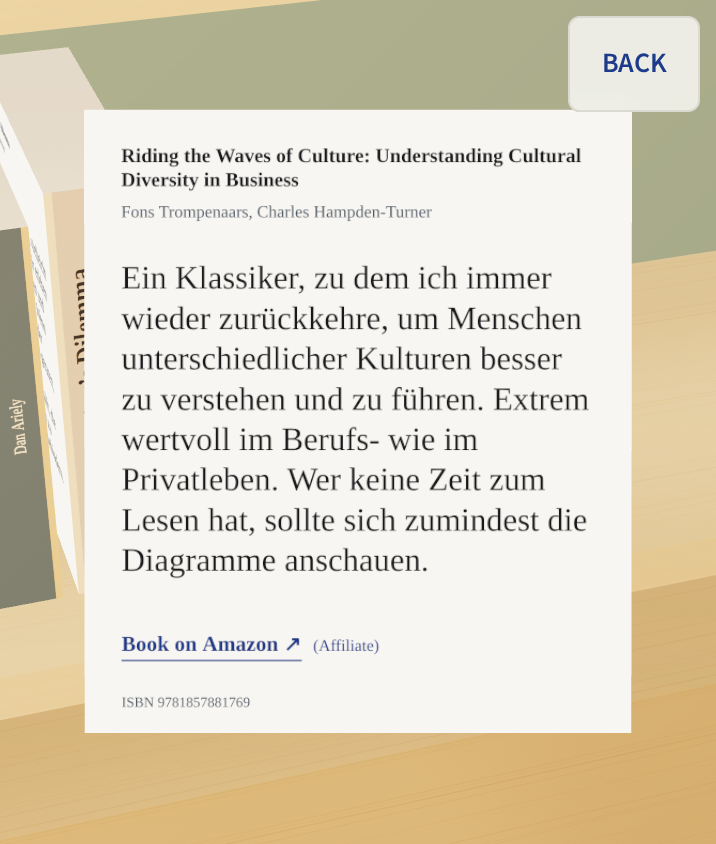 BACK
Riding the Waves of Culture: Understanding Cultural
Diversity in Business
Fons Trompenaars, Charles Hampden-Turner
Ein Klassiker, zu dem ich immer
wieder zurückkehre, um Menschen
unterschiedlicher Kulturen besser
zu verstehen und zu führen. Extrem
wertvoll im Berufs- wie im
Privatleben. Wer keine Zeit zum
Lesen hat, sollte sich zumindest die
Diagramme anschauen.
Book on Amazon ↗ (Affiliate)
ISBN 9781857881769
Dilemma
Dan Ariely